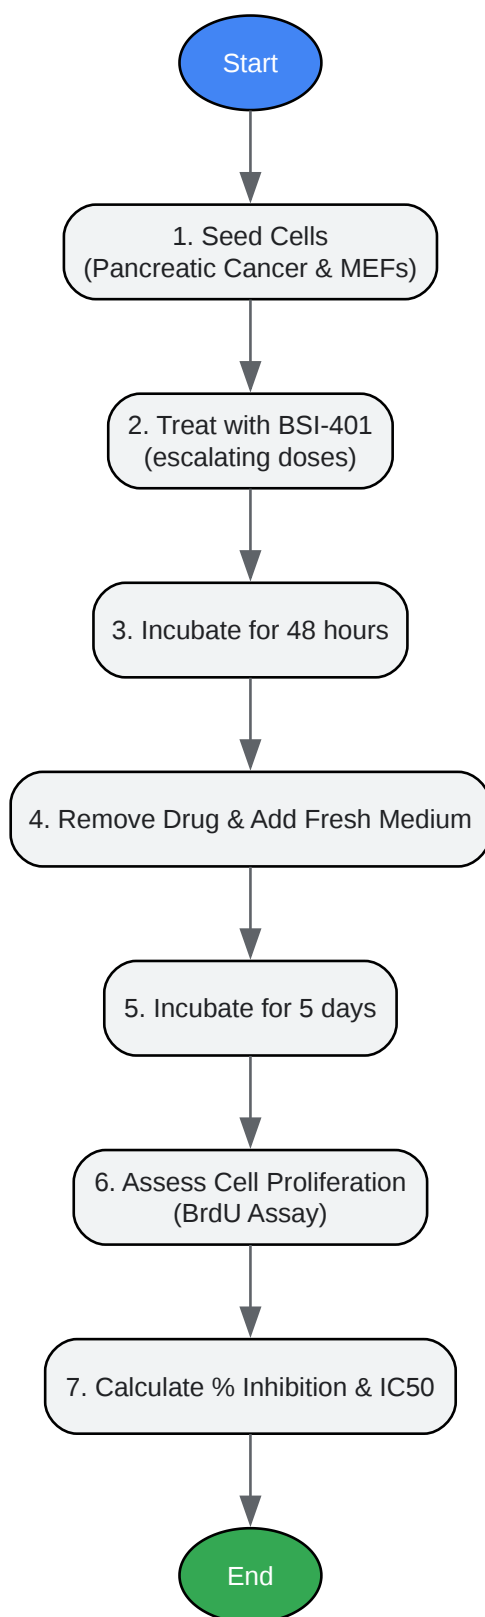 Start
1. Seed Cells
(Pancreatic Cancer & MEFs)
2. Treat with BSI-401
(escalating doses)
3. Incubate for 48 hours
4. Remove Drug & Add Fresh Medium
5. Incubate for 5 days
6. Assess Cell Proliferation
(BrdU Assay)
7. Calculate % Inhibition & IC50
End